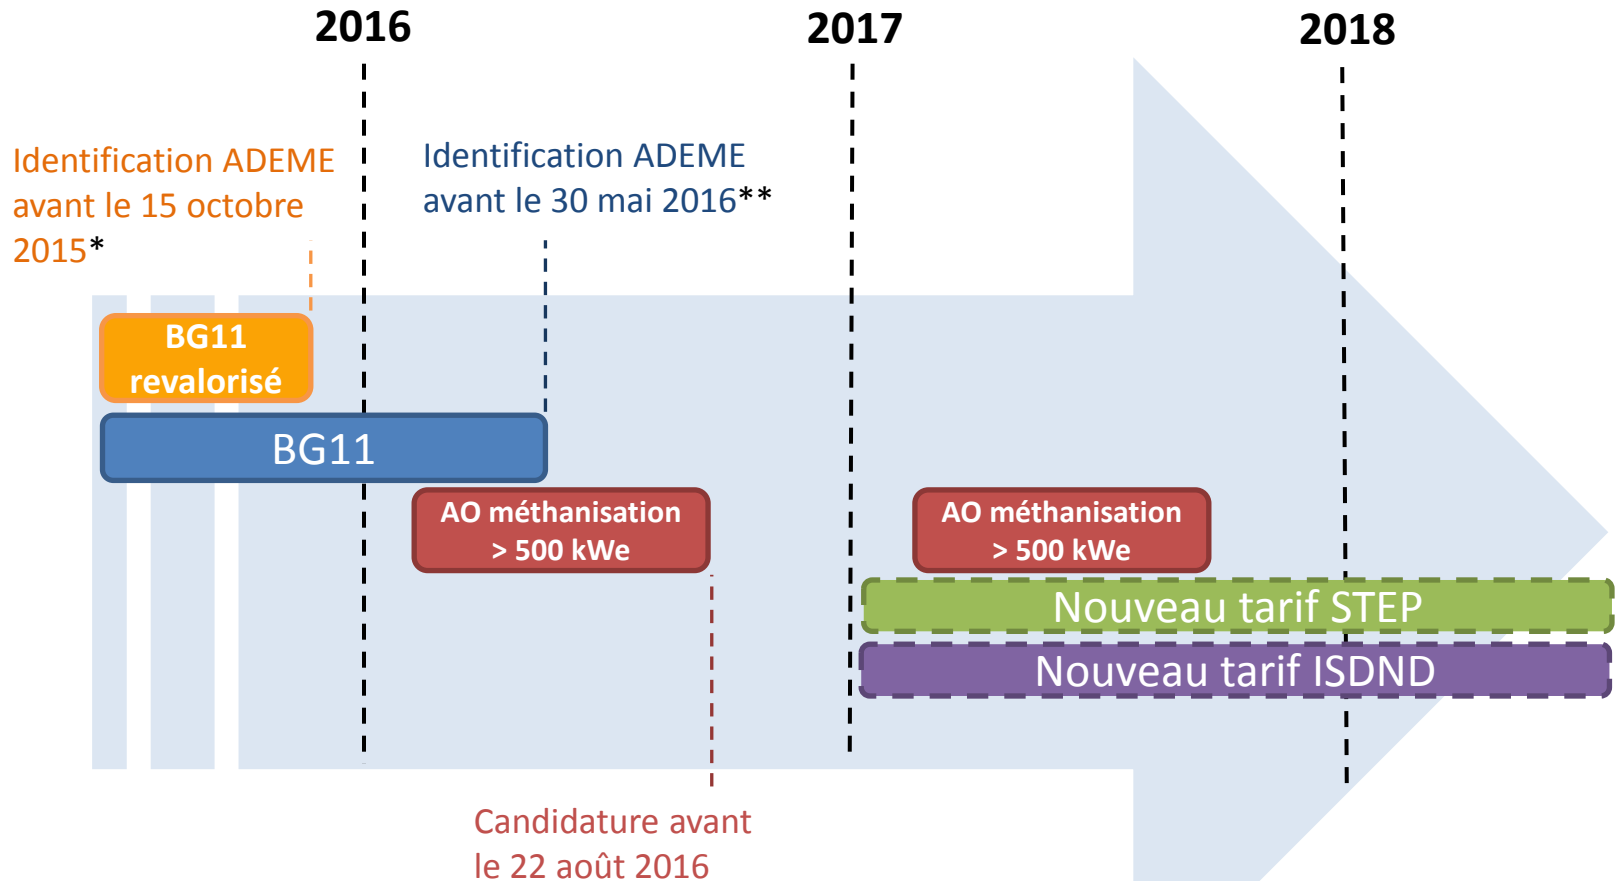 2016
2017
2018
Identification ADEME
avant le 15 octobre
2015*
Identification ADEME
avant le 30 mai 2016**
BG11
revalorisé
BG11
AO méthanisation
> 500 kWe
AO méthanisation
> 500 kWe
Nouveau tarif STEP
Nouveau tarif ISDND
Candidature avant
le 22 août 2016